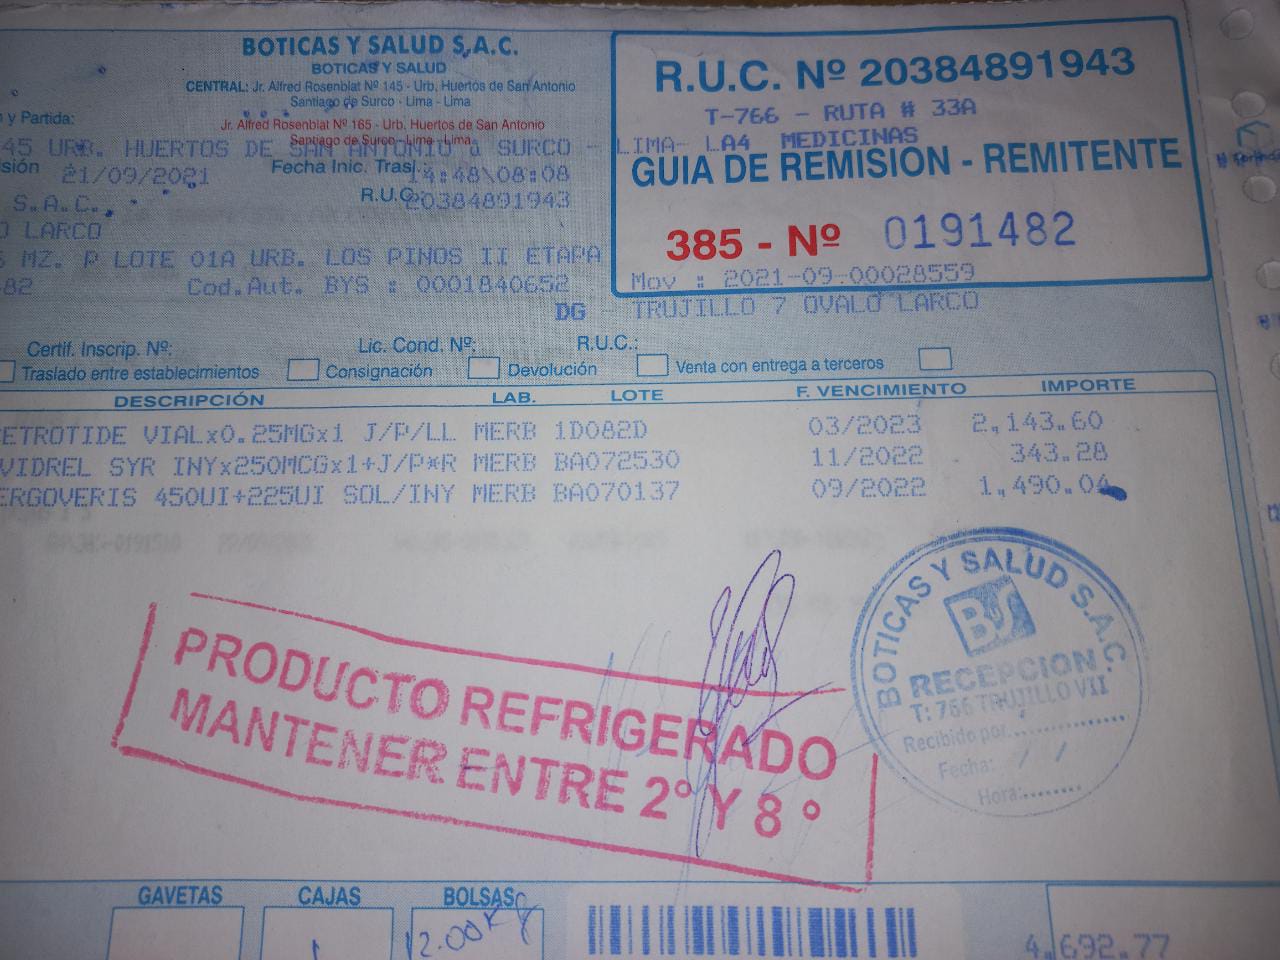 BOTICAS Y SALUD S.A.C.
BOTICAS Y SALUD
CENTRAL: Jr. Alfred Rosenblat Nº 145 - Urb. Huertos de San Antonio
Santiago de Surco - Lima - Lima
Jr. Alfred Rosenblat Nº 165 - Urb. Huertos de San Antonio
Santiago de Surco - Lima - Lima
R.U.C. Nº 20384891943
T-766 - RUTA # 33A
LIMA- LA4 MEDICINAS
GUIA DE REMISION - REMITENTE
385 - Nº 0191482
Mov : 2021-09-00028559
DG - TRUJILLO 7 OVALO LARCO
y Partida:
45 URB. HUERTOS DE SAN ANTONIO SURCO -
sión 21/09/2021 Fecha Inic. Trasl. 14:48\08:08
S.A.C. R.U.C. 20384891943
O LARCO
MZ. P LOTE 01A URB. LOS PINOS II ETAPA
82 Cod.Aut. BYS : 0001840652
Certif. Inscrip. Nº: Lic. Cond. Nº: R.U.C.:
Traslado entre establecimientos Consignación Devolución Venta con entrega a terceros
DESCRIPCIÓN LAB. LOTE F. VENCIMIENTO IMPORTE
CETROTIDE VIALx0.25MGx1 J/P/LL MERB 1D082D 03/2023 2,143.60
VIDREL SYR INYx250MCGx1+J/P*R MERB BA072530 11/2022 343.28
ERGOVERIS 450UI+225UI SOL/INY MERB BA070137 09/2022 1,490.04
BOTICAS Y SALUD S.A.C.
BS
RECEPCION
T: 766 TRUJILLO VII
Recibido por:
Fecha: / /
Hora:
PRODUCTO REFRIGERADO
MANTENER ENTRE 2° Y 8°
GAVETAS CAJAS BOLSAS
1 12.00
4,692.77